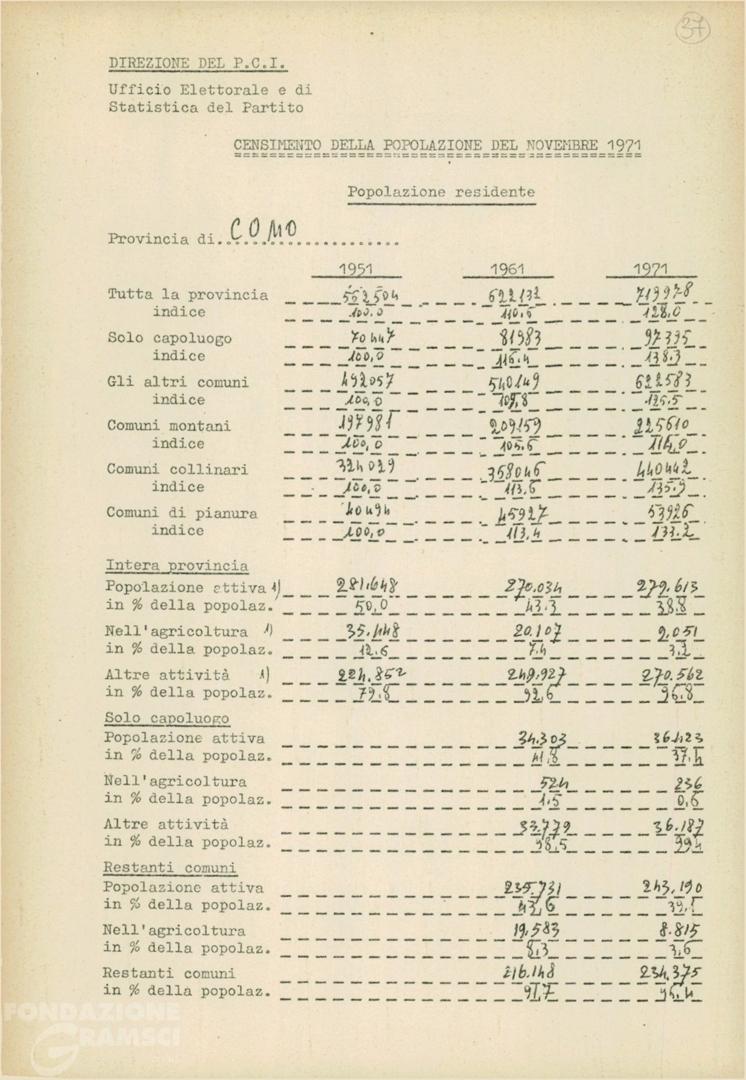 37
DIREZIONE DEL P.C.I.
Ufficio Elettorale e di
Statistica del Partito
CENSIMENTO DELLA POPOLAZIONE DEL NOVEMBRE 1971
Popolazione residente
Provincia di..COMO......................
1951 1961 1971
Tutta la provincia 562504 622132 719978
indice 100.0 110.6 128.0
Solo capoluogo 70447 81983 97395
indice 100,0 116.4 138.3
Gli altri comuni 492057 540149 622583
indice 100,0 109,8 126.5
Comuni montani 197981 209159 225610
indice 100,0 105.6 114,0
Comuni collinari 324029 368046 440442
indice 100,0 113,6 135.9
Comuni di pianura 40494 45927 53926
indice 100,0 113,4 133.2
Intera provincia
Popolazione attiva 1) 281.648 270.034 279.613
in % della popolaz. 50,0 43.3 38.8
Nell'agricoltura 1) 35.448 20.107 9.051
in % della popolaz. 12.6 7.4 3.2
Altre attività 1) 224.852 249.927 270.562
in % della popolaz. 79.8 92,6 96.8
Solo capoluogo
Popolazione attiva 34.303 36.423
in % della popolaz. 41,8 37.4
Nell'agricoltura 524 236
in % della popolaz. 1.5 0,6
Altre attività 33.779 36.187
in % della popolaz. 98,5 99,4
Restanti comuni
Popolazione attiva 235.731 243.190
in % della popolaz. 43,6 39.1
Nell'agricoltura 19.583 8.815
in % della popolaz. 8,3 3,6
Restanti comuni 216.148 234.375
in % della popolaz. 91,7 96.4
FONDAZIONE
GRAMSCI